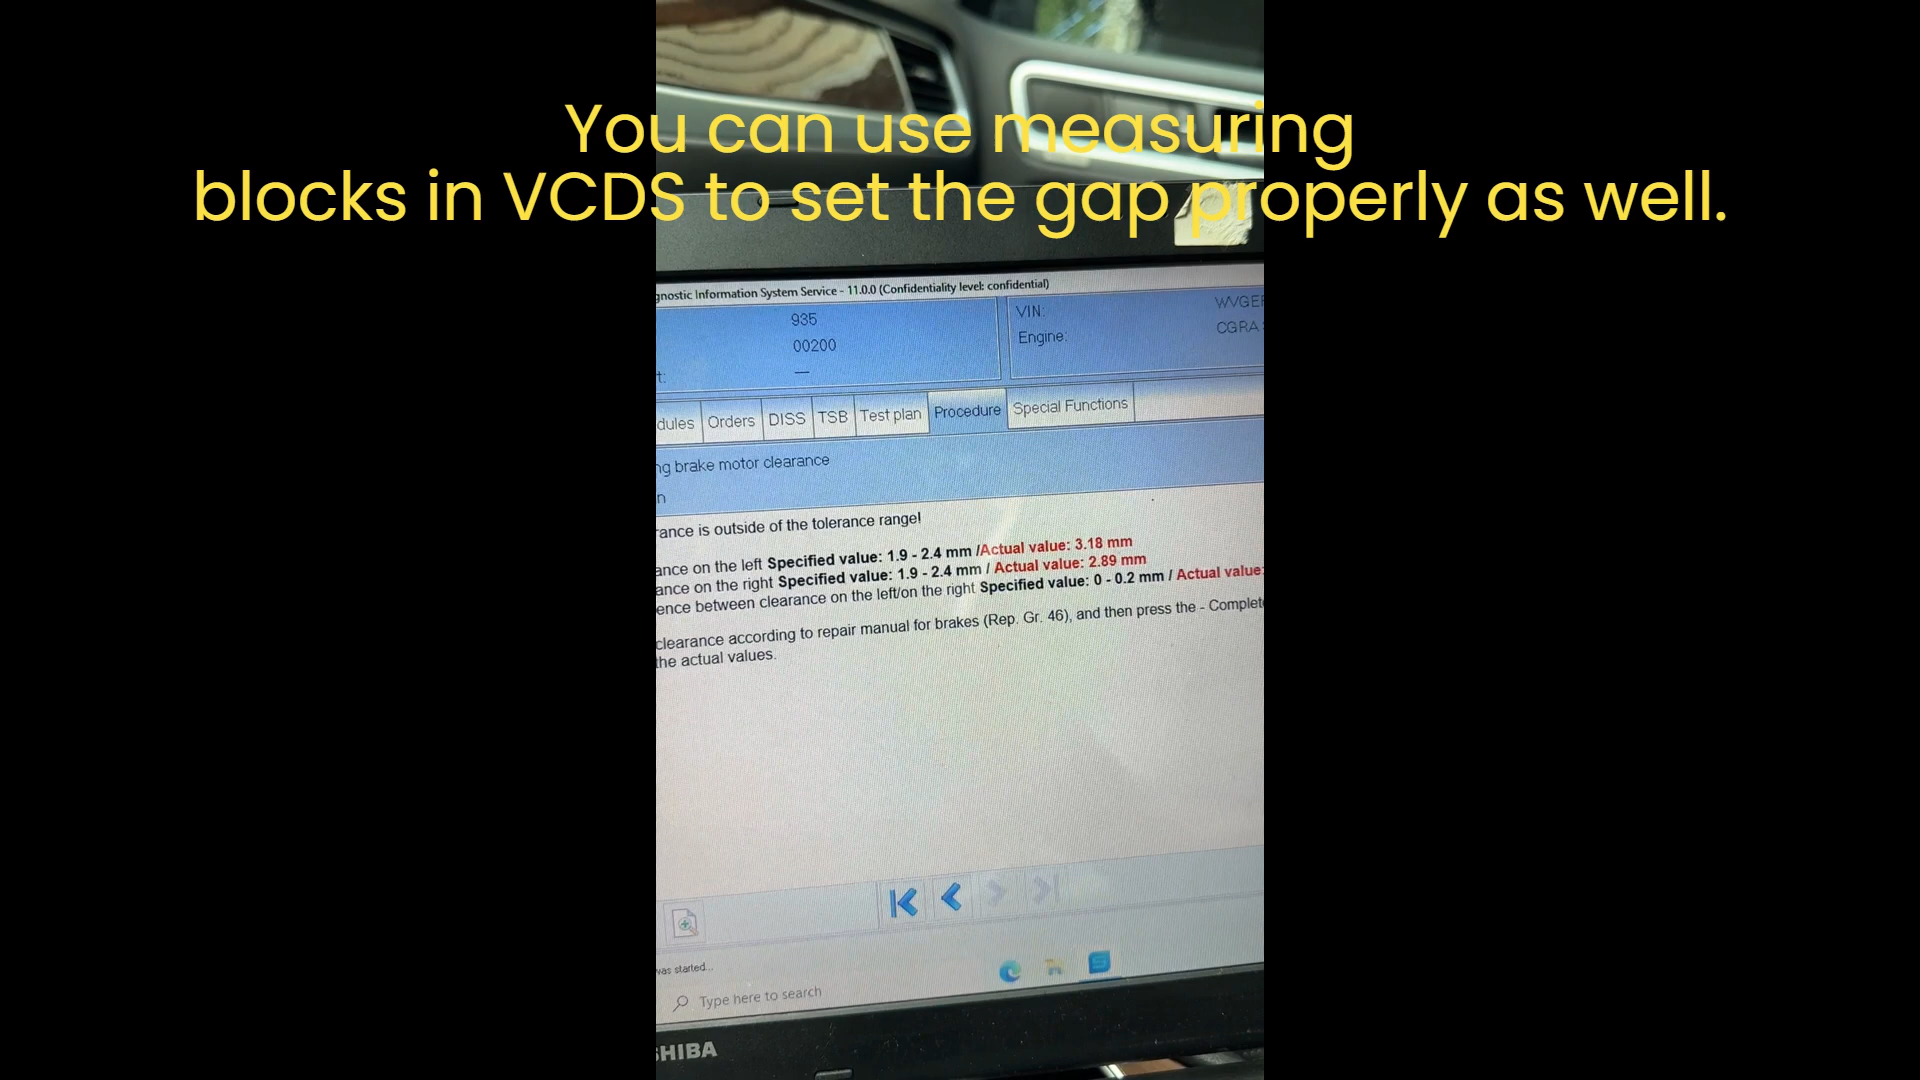 You can use measuring
blocks in VCDS to set the gap properly as well.
gnostic Information System Service - 11.0.0 (Confidentiality level: confidential)
935
VIN:
WVGEF
00200
Engine:
CGRA
t:
—
dules
Orders
DISS
TSB
Test plan
Procedure
Special Functions
ng brake motor clearance
n
rance is outside of the tolerance range!
ance on the left Specified value: 1.9 - 2.4 mm /Actual value: 3.18 mm
ance on the right Specified value: 1.9 - 2.4 mm / Actual value: 2.89 mm
ence between clearance on the left/on the right Specified value: 0 - 0.2 mm / Actual value:
clearance according to repair manual for brakes (Rep. Gr. 46), and then press the - Complet
the actual values.
was started...
Type here to search
SHIBA